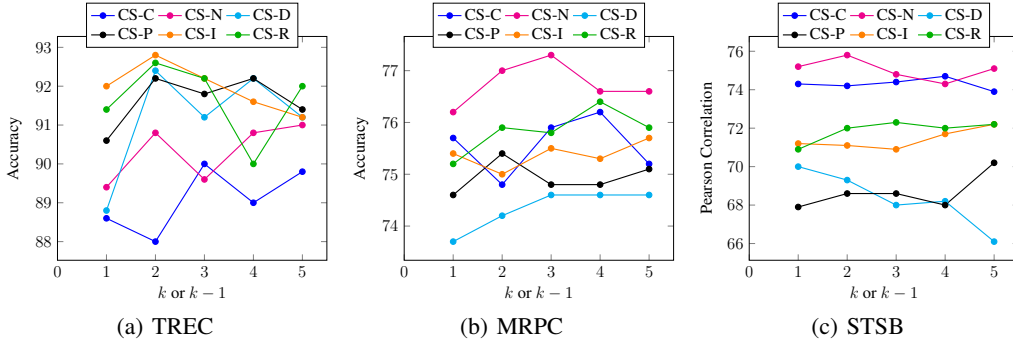 CS-C CS-N CS-D
CS-P CS-I CS-R
93
92
91
90
89
88
Accuracy
0 1 2 3 4 5
k or k − 1
(a) TREC
CS-C CS-N CS-D
CS-P CS-I CS-R
77
76
75
74
Accuracy
0 1 2 3 4 5
k or k − 1
(b) MRPC
CS-C CS-N CS-D
CS-P CS-I CS-R
76
74
72
70
68
66
Pearson Correlation
0 1 2 3 4 5
k or k − 1
(c) STSB